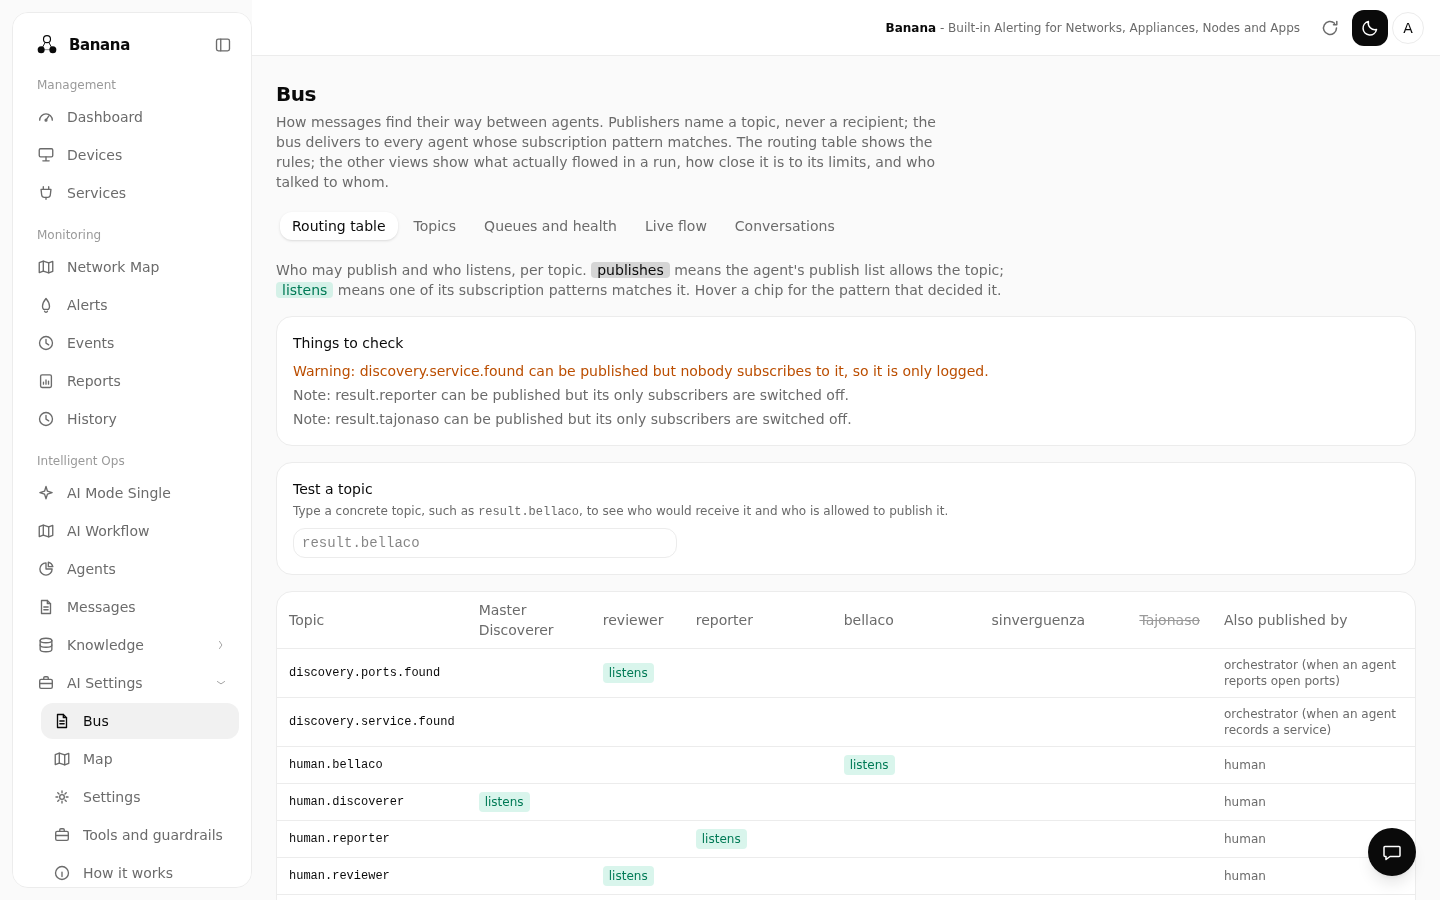 Banana
Management
Dashboard
Devices
Services
Monitoring
Network Map
Alerts
Events
Reports
History
Intelligent Ops
AI Mode Single
AI Workflow
Agents
Messages
Knowledge
AI Settings
Bus
Map
Settings
Tools and guardrails
How it works
Banana - Built-in Alerting for Networks, Appliances, Nodes and Apps
A
Bus
How messages find their way between agents. Publishers name a topic, never a recipient; the
bus delivers to every agent whose subscription pattern matches. The routing table shows the
rules; the other views show what actually flowed in a run, how close it is to its limits, and who
talked to whom.
Routing table Topics Queues and health Live flow Conversations
Who may publish and who listens, per topic. publishes means the agent's publish list allows the topic;
listens means one of its subscription patterns matches it. Hover a chip for the pattern that decided it.
Things to check
Warning: discovery.service.found can be published but nobody subscribes to it, so it is only logged.
Note: result.reporter can be published but its only subscribers are switched off.
Note: result.tajonaso can be published but its only subscribers are switched off.
Test a topic
Type a concrete topic, such as result.bellaco, to see who would receive it and who is allowed to publish it.
result.bellaco
Topic Master Discoverer reviewer reporter bellaco sinverguenza Tajonaso Also published by
discovery.ports.found listens orchestrator (when an agent
reports open ports)
discovery.service.found orchestrator (when an agent
records a service)
human.bellaco listens human
human.discoverer listens human
human.reporter listens human
human.reviewer listens human